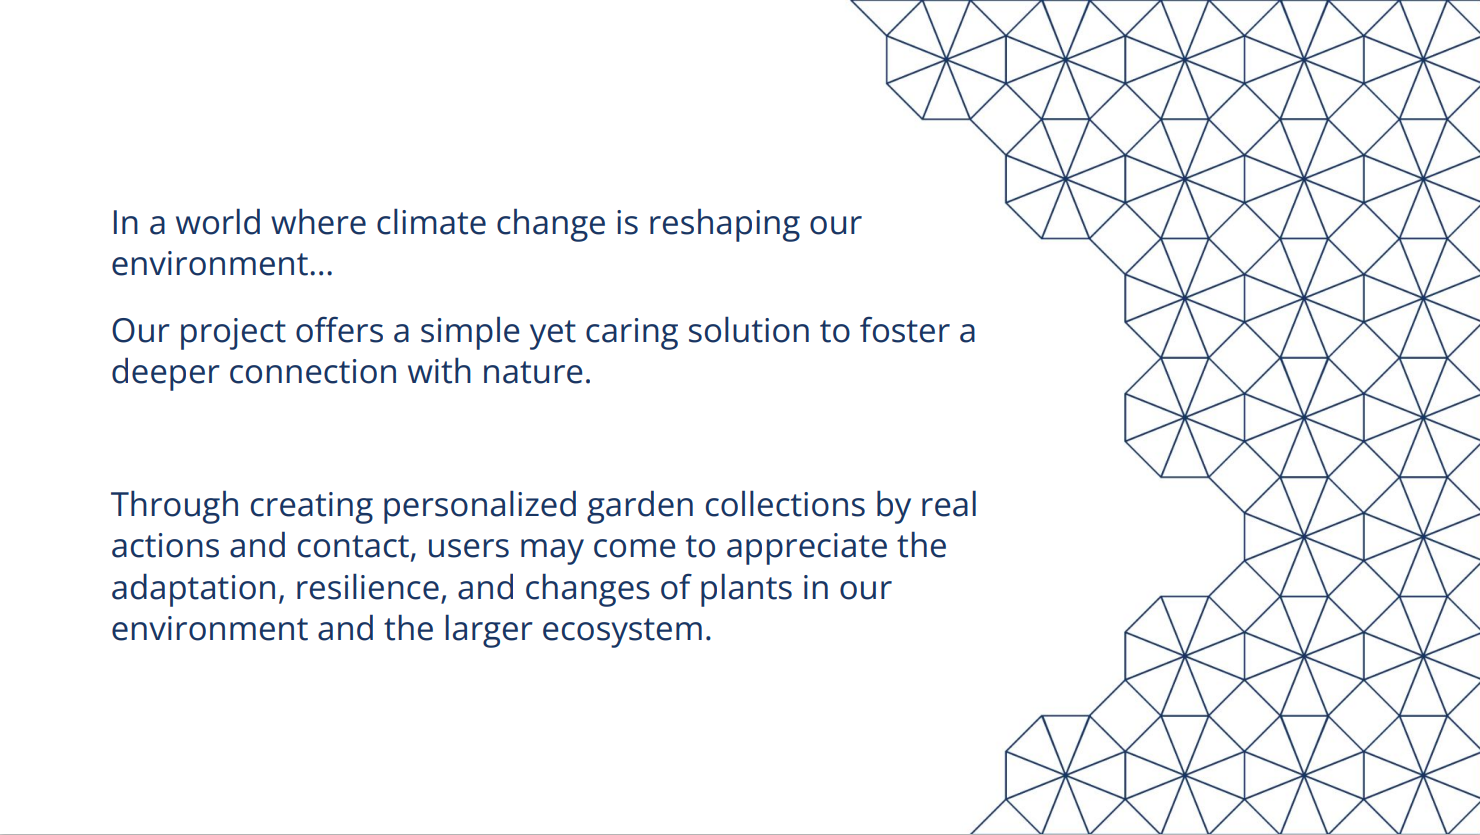 In a world where climate change is reshaping our
environment...
Our project offers a simple yet caring solution to foster a
deeper connection with nature.
Through creating personalized garden collections by real
actions and contact, users may come to appreciate the
adaptation, resilience, and changes of plants in our
environment and the larger ecosystem.